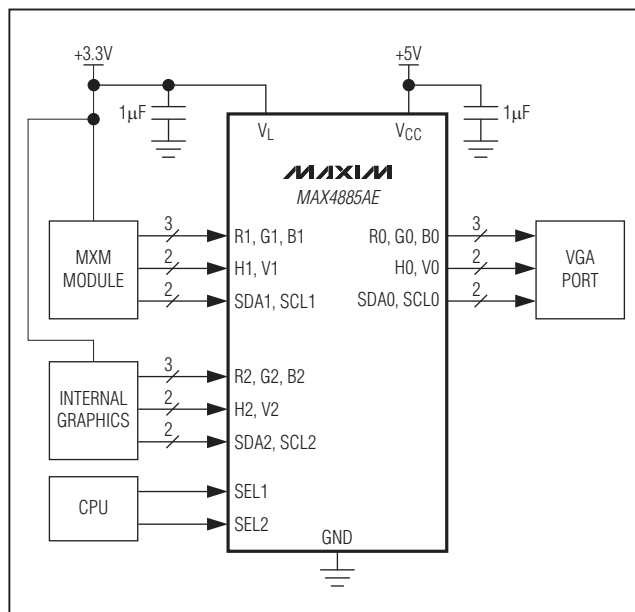 +3.3V
+5V
1µF
1µF
VL
VCC
MAXIM
MAX4885AE
MXM
MODULE
3
R1, G1, B1
2
H1, V1
2
SDA1, SCL1
R0, G0, B0
3
H0, V0
2
SDA0, SCL0
2
VGA
PORT
INTERNAL
GRAPHICS
3
R2, G2, B2
2
H2, V2
2
SDA2, SCL2
CPU
SEL1
SEL2
GND